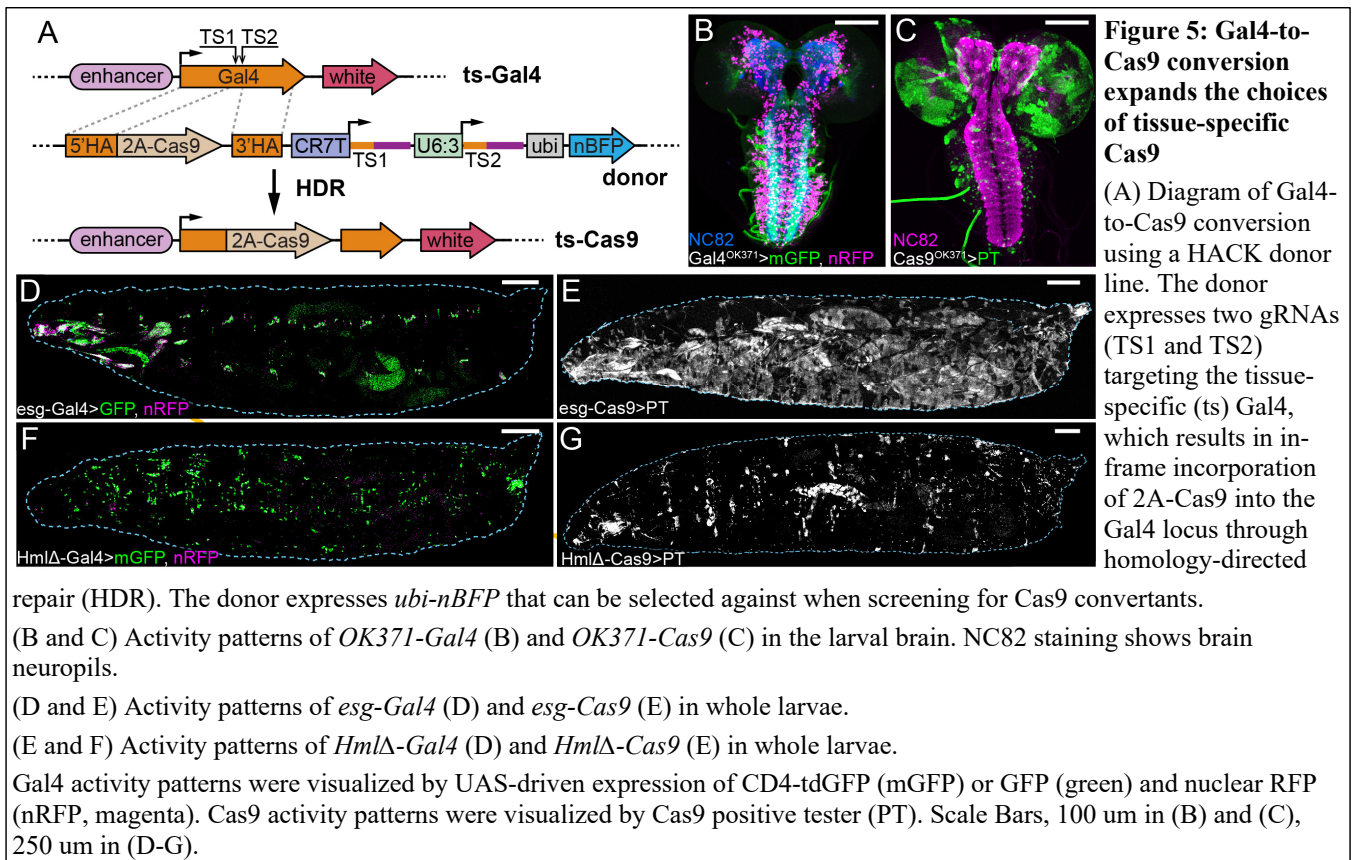 A
TS1 TS2
enhancer Gal4 white ts-Gal4
5'HA 2A-Cas9 3'HA CR7T TS1 U6:3 TS2 ubi nBFP
donor
HDR
enhancer 2A-Cas9 white ts-Cas9
B
NC82
Gal4^OK371>mGFP, nRFP
C
NC82
Cas9^OK371>PT
D
esg-Gal4>GFP, nRFP
E
esg-Cas9>PT
F
HmlΔ-Gal4>mGFP, nRFP
G
HmlΔ-Cas9>PT
Figure 5: Gal4-to-
Cas9 conversion
expands the choices
of tissue-specific
Cas9
(A) Diagram of Gal4-
to-Cas9 conversion
using a HACK donor
line. The donor
expresses two gRNAs
(TS1 and TS2)
targeting the tissue-
specific (ts) Gal4,
which results in in-
frame incorporation
of 2A-Cas9 into the
Gal4 locus through
homology-directed
repair (HDR). The donor expresses ubi-nBFP that can be selected against when screening for Cas9 convertants.
(B and C) Activity patterns of OK371-Gal4 (B) and OK371-Cas9 (C) in the larval brain. NC82 staining shows brain
neuropils.
(D and E) Activity patterns of esg-Gal4 (D) and esg-Cas9 (E) in whole larvae.
(E and F) Activity patterns of HmlΔ-Gal4 (D) and HmlΔ-Cas9 (E) in whole larvae.
Gal4 activity patterns were visualized by UAS-driven expression of CD4-tdGFP (mGFP) or GFP (green) and nuclear RFP
(nRFP, magenta). Cas9 activity patterns were visualized by Cas9 positive tester (PT). Scale Bars, 100 um in (B) and (C),
250 um in (D-G).